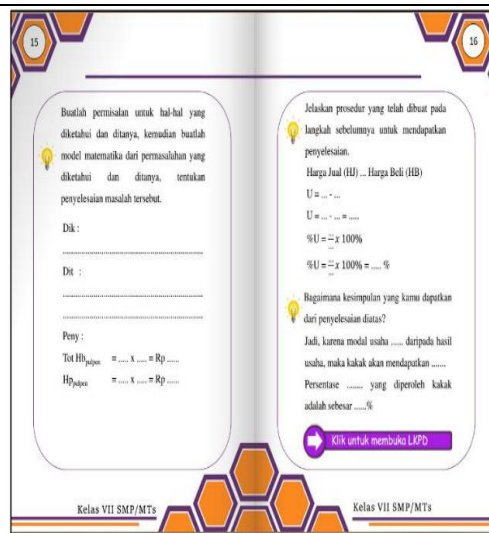 15
Buatlah permisalan untuk hal-hal yang
diketahui dan ditanya, kemudian buatlah
model matematika dari permasalahan yang
diketahui dan ditanya, tentukan
penyelesaian masalah tersebut.
Dik :
..........................................................
Dit :
..........................................................
..........................................................
Peny :
Tot Hb pulpen = ..... x ..... = Rp ......
Hp pulpen = ..... x ..... = Rp ......
Kelas VII SMP/MTs
16
Jelaskan prosedur yang telah dibuat pada
langkah sebelumnya untuk mendapatkan
penyelesaian.
Harga Jual (HJ) ... Harga Beli (HB)
U = ... - ...
U = ... - ... = .....
%U = .../... x 100%
%U = .../... x 100% = ..... %
Bagaimana kesimpulan yang kamu dapatkan
dari penyelesaian diatas?
Jadi, karena modal usaha ...... daripada hasil
usaha, maka kakak akan mendapatkan .......
Persentase ........ yang diperoleh kakak
adalah sebesar ......%
Klik untuk membuka LKPD
Kelas VII SMP/MTs